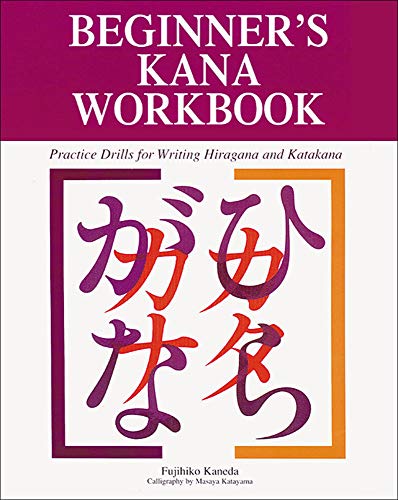 BEGINNER'S
KANA
WORKBOOK
Practice Drills for Writing Hiragana and Katakana
ひら
がな
カタ
カナ
Fujihiko Kaneda
Calligraphy by Masaya Katayama